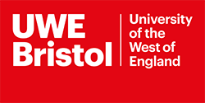 UWE
Bristol
University
of the
West of
England